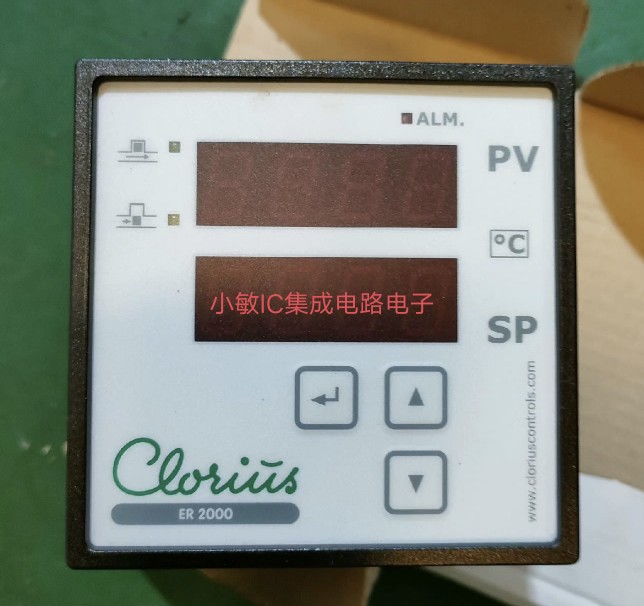 ALM.
PV
°C
小敏IC集成电路电子
SP
www.cloriuscontrols.com
Clorius
ER 2000